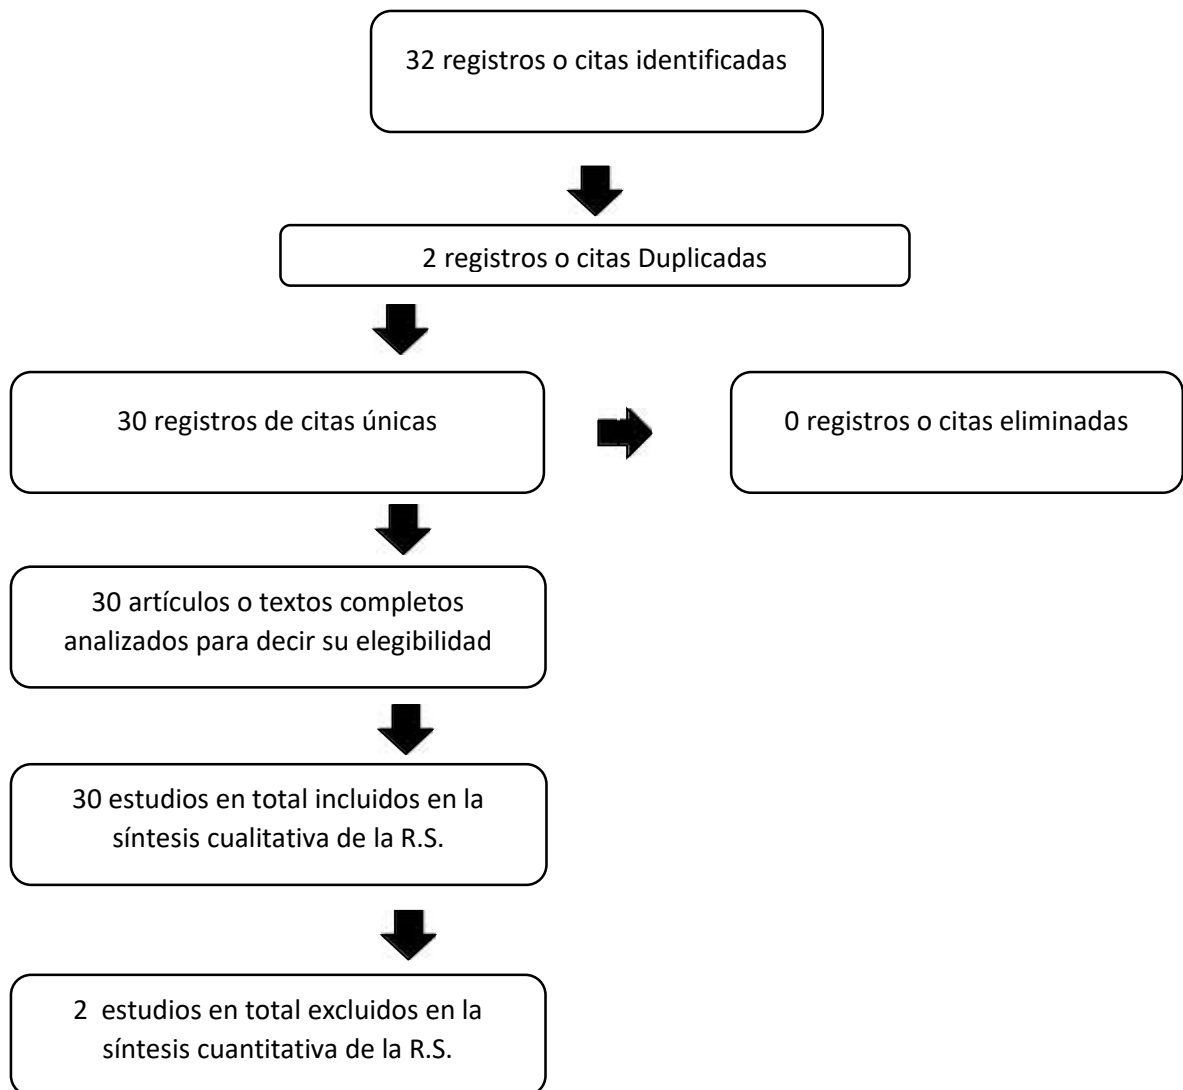 32 registros o citas identificadas
2 registros o citas Duplicadas
30 registros de citas únicas
0 registros o citas eliminadas
30 artículos o textos completos
analizados para decir su elegibilidad
30 estudios en total incluidos en la
síntesis cualitativa de la R.S.
2 estudios en total excluidos en la
síntesis cuantitativa de la R.S.